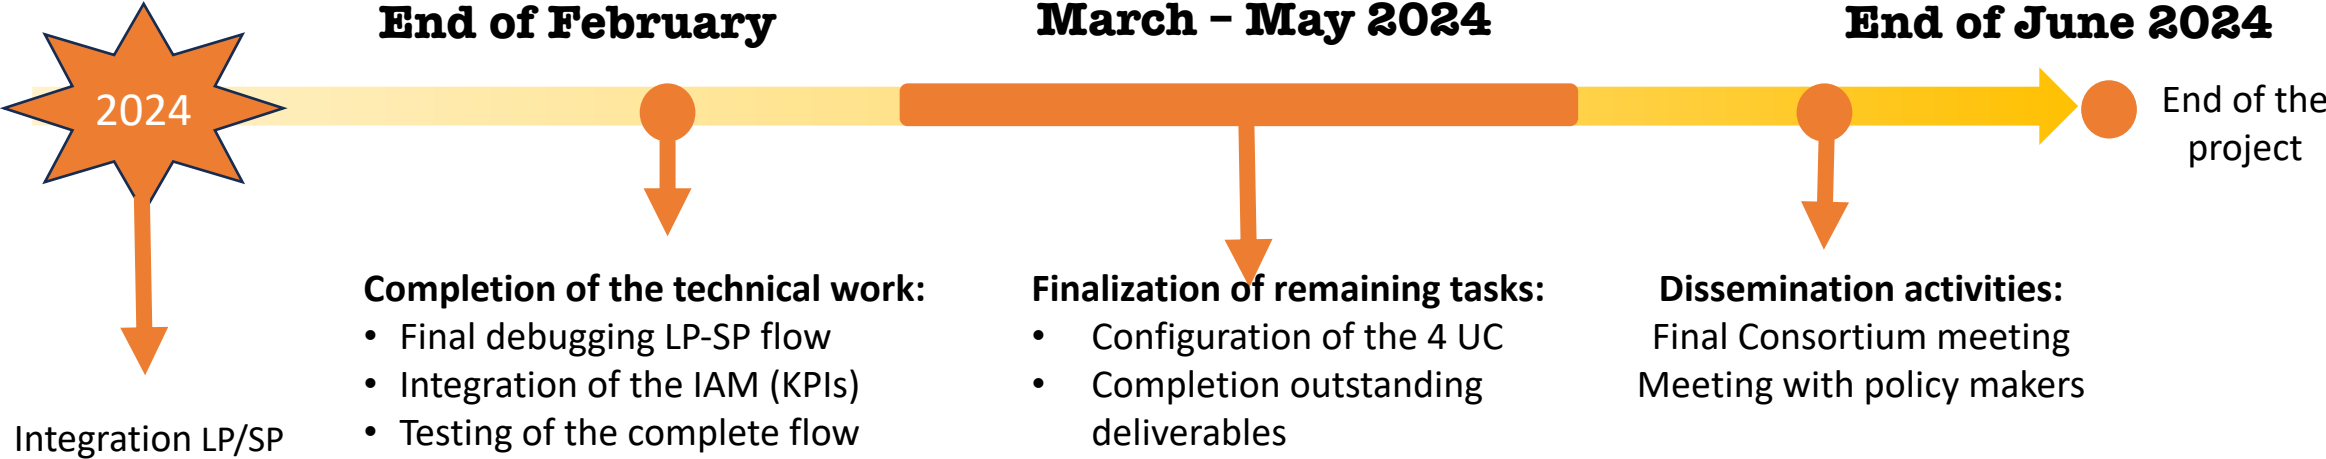 End of February
March – May 2024
End of June 2024
2024
End of the
project
Integration LP/SP
Completion of the technical work:
• Final debugging LP-SP flow
• Integration of the IAM (KPIs)
• Testing of the complete flow
Finalization of remaining tasks:
• Configuration of the 4 UC
• Completion outstanding
deliverables
Dissemination activities:
Final Consortium meeting
Meeting with policy makers